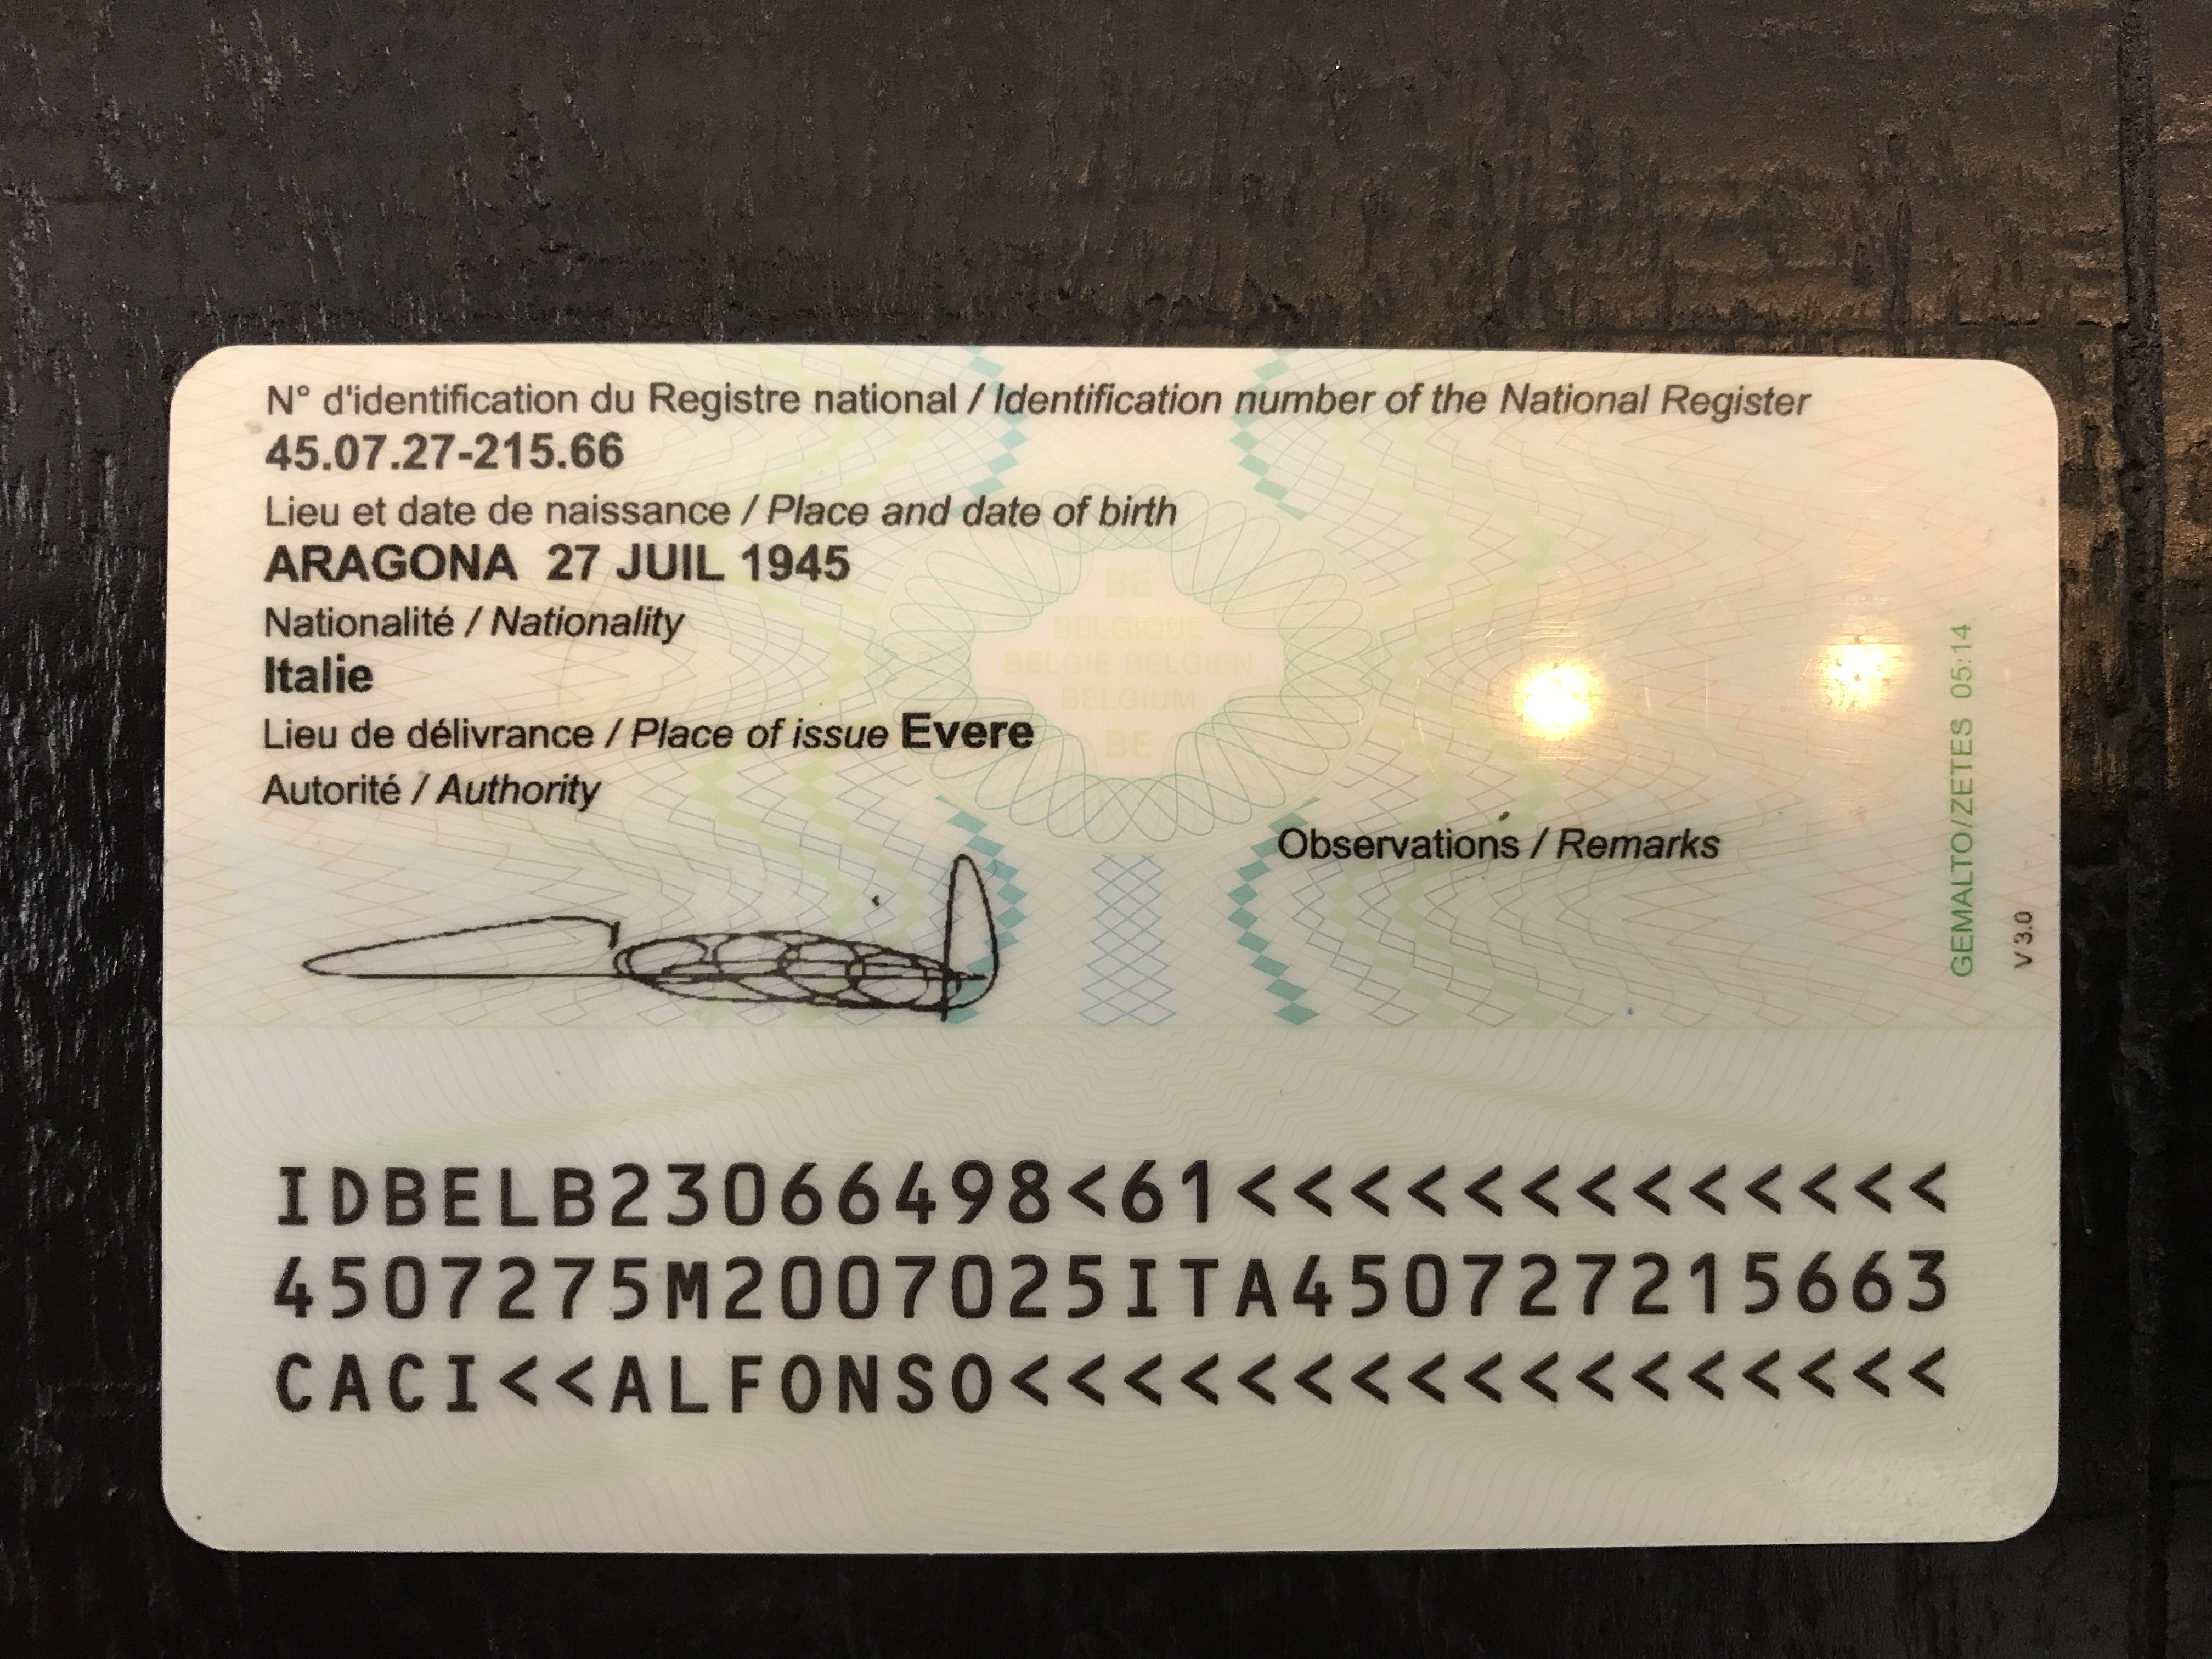 N° d'identification du Registre national / Identification number of the National Register
45.07.27-215.66
Lieu et date de naissance / Place and date of birth
ARAGONA 27 JUIL 1945
Nationalité / Nationality
Italie
Lieu de délivrance / Place of issue Evere
Autorité / Authority
Observations / Remarks
BE
BELGIQUE
BELGIE BELGIEN
BELGIUM
BE
GEMALTO/ZETES 05:14
V 3.0
IDBELB23066498<61<<<<<<<<<<<<<
4507275M2007025ITA450727215663
CACI<<ALFONSO<<<<<<<<<<<<<<<<<